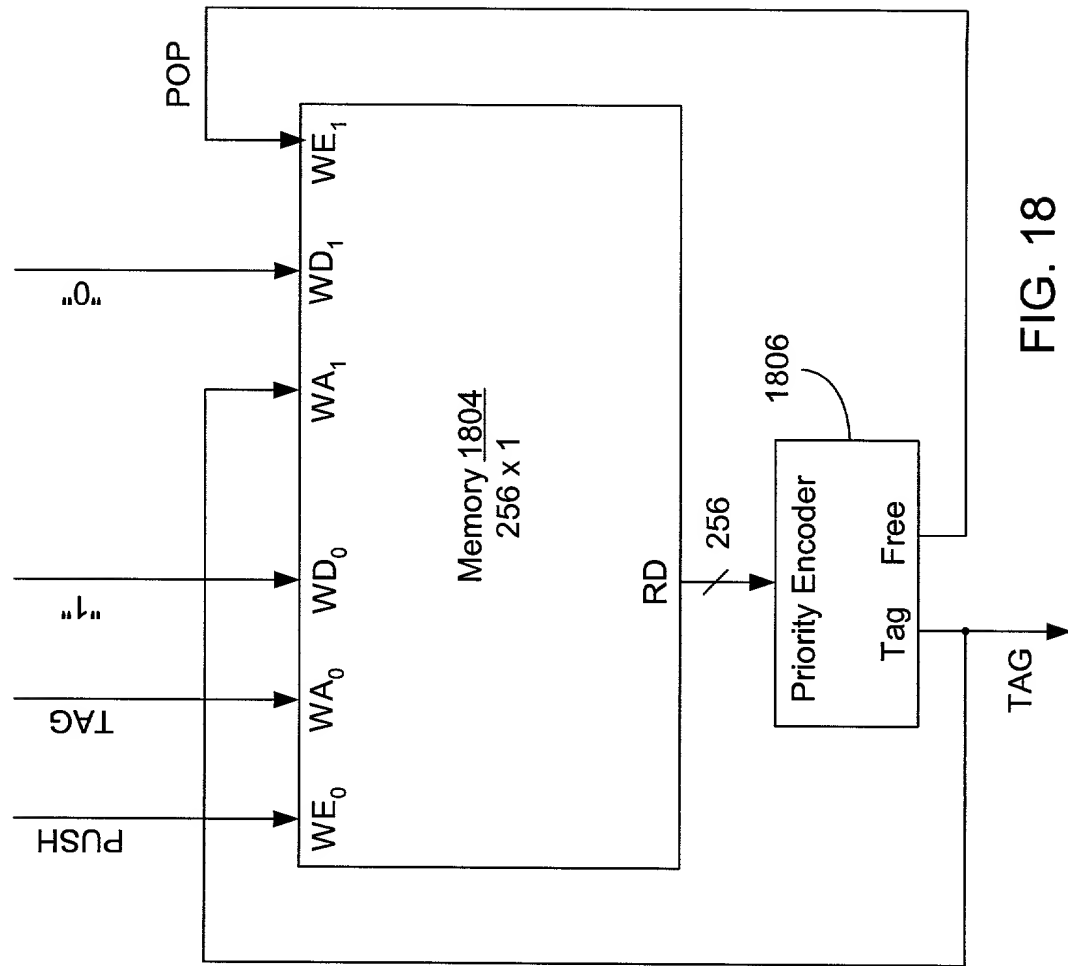 PUSH
TAG
"1"
"0"
POP
WE₀ WA₀ WD₀ WA₁ WD₁ WE₁
Memory 1804
256 x 1
RD
256
1806
Priority Encoder
Tag Free
TAG
FIG. 18